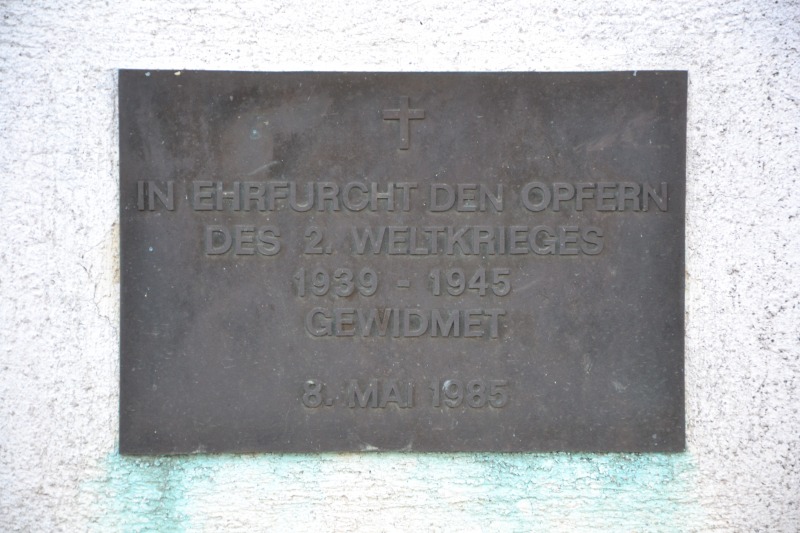 IN EHRFURCHT DEN OPFERN
DES 2. WELTKRIEGES
1939 - 1945
GEWIDMET
8. MAI 1985